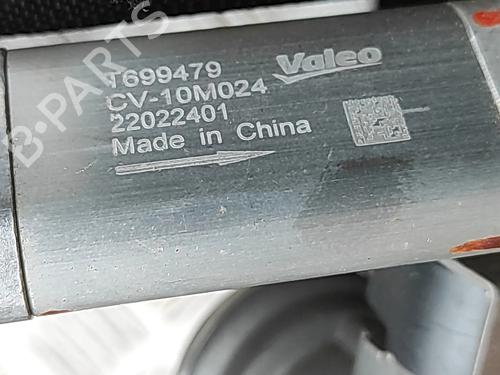 T699479
Valeo
CV-10M024
22022401
Made in China
B-PARTS